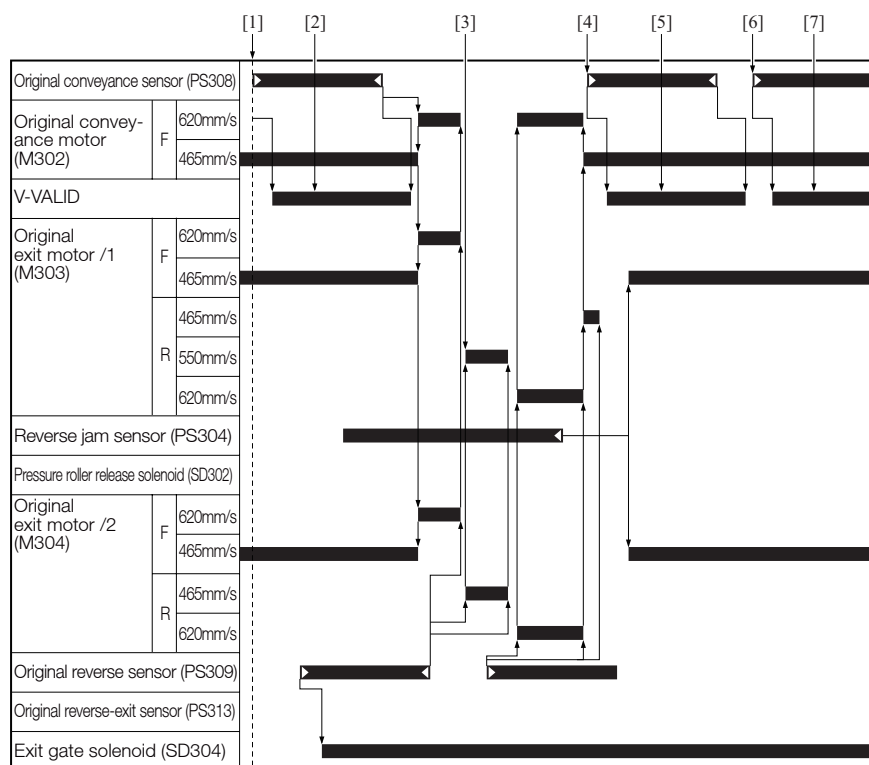 [1] [2] [3] [4] [5] [6] [7]
Original conveyance sensor (PS308)
Original convey-
ance motor
(M302)
F
620mm/s
465mm/s
V-VALID
Original
exit motor /1
(M303)
F
620mm/s
465mm/s
R
465mm/s
550mm/s
620mm/s
Reverse jam sensor (PS304)
Pressure roller release solenoid (SD302)
Original
exit motor /2
(M304)
F
620mm/s
465mm/s
R
465mm/s
620mm/s
Original reverse sensor (PS309)
Original reverse-exit sensor (PS313)
Exit gate solenoid (SD304)